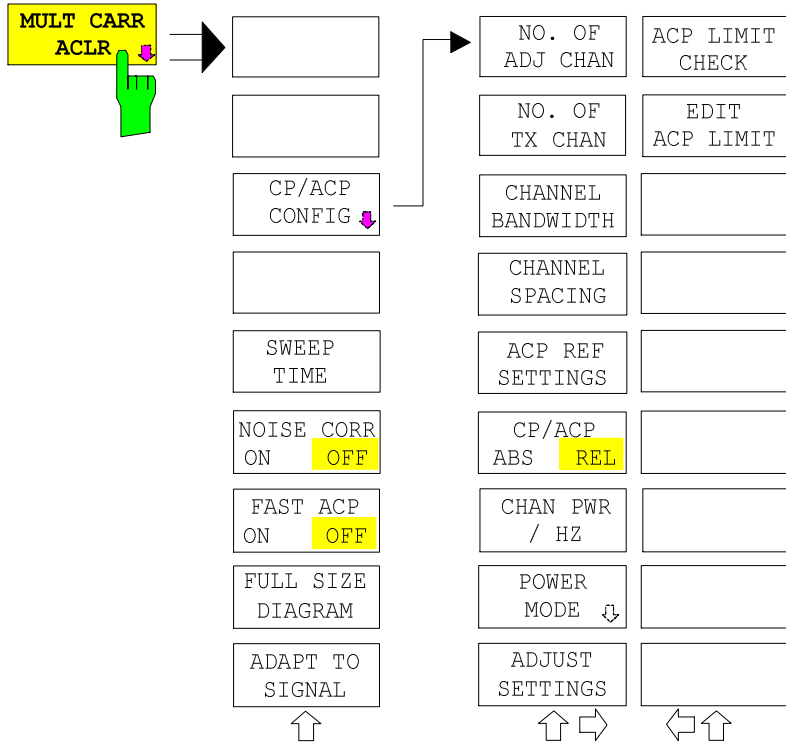 MULT CARR
ACLR
CP/ACP
CONFIG
SWEEP
TIME
NOISE CORR
ON OFF
FAST ACP
ON OFF
FULL SIZE
DIAGRAM
ADAPT TO
SIGNAL
NO. OF
ADJ CHAN
NO. OF
TX CHAN
CHANNEL
BANDWIDTH
CHANNEL
SPACING
ACP REF
SETTINGS
CP/ACP
ABS REL
CHAN PWR
/ HZ
POWER
MODE
ADJUST
SETTINGS
ACP LIMIT
CHECK
EDIT
ACP LIMIT